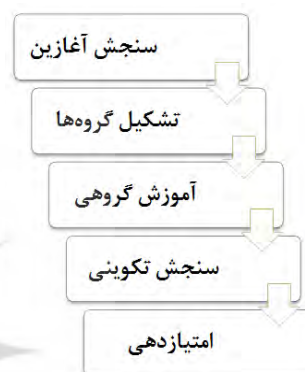 سنجش آغازین
تشکیل گروه‌ها
آموزش گروهی
سنجش تکوینی
امتیازدهی